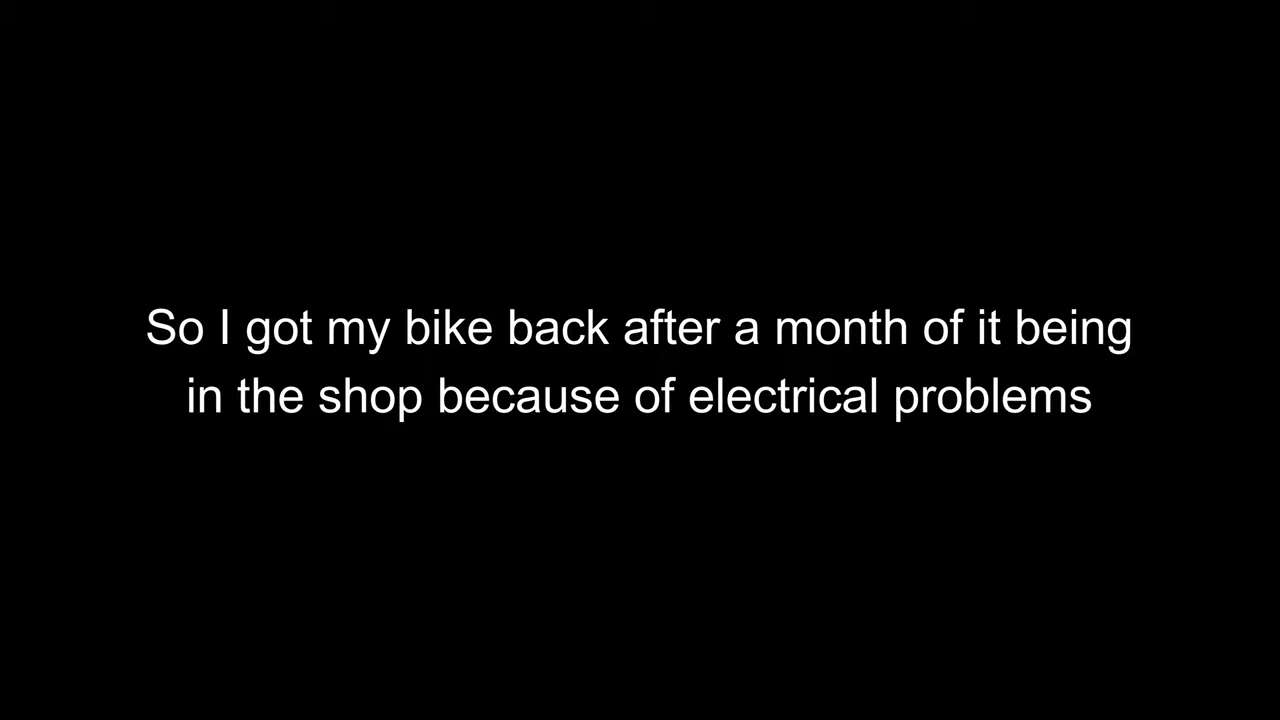 So I got my bike back after a month of it being
in the shop because of electrical problems